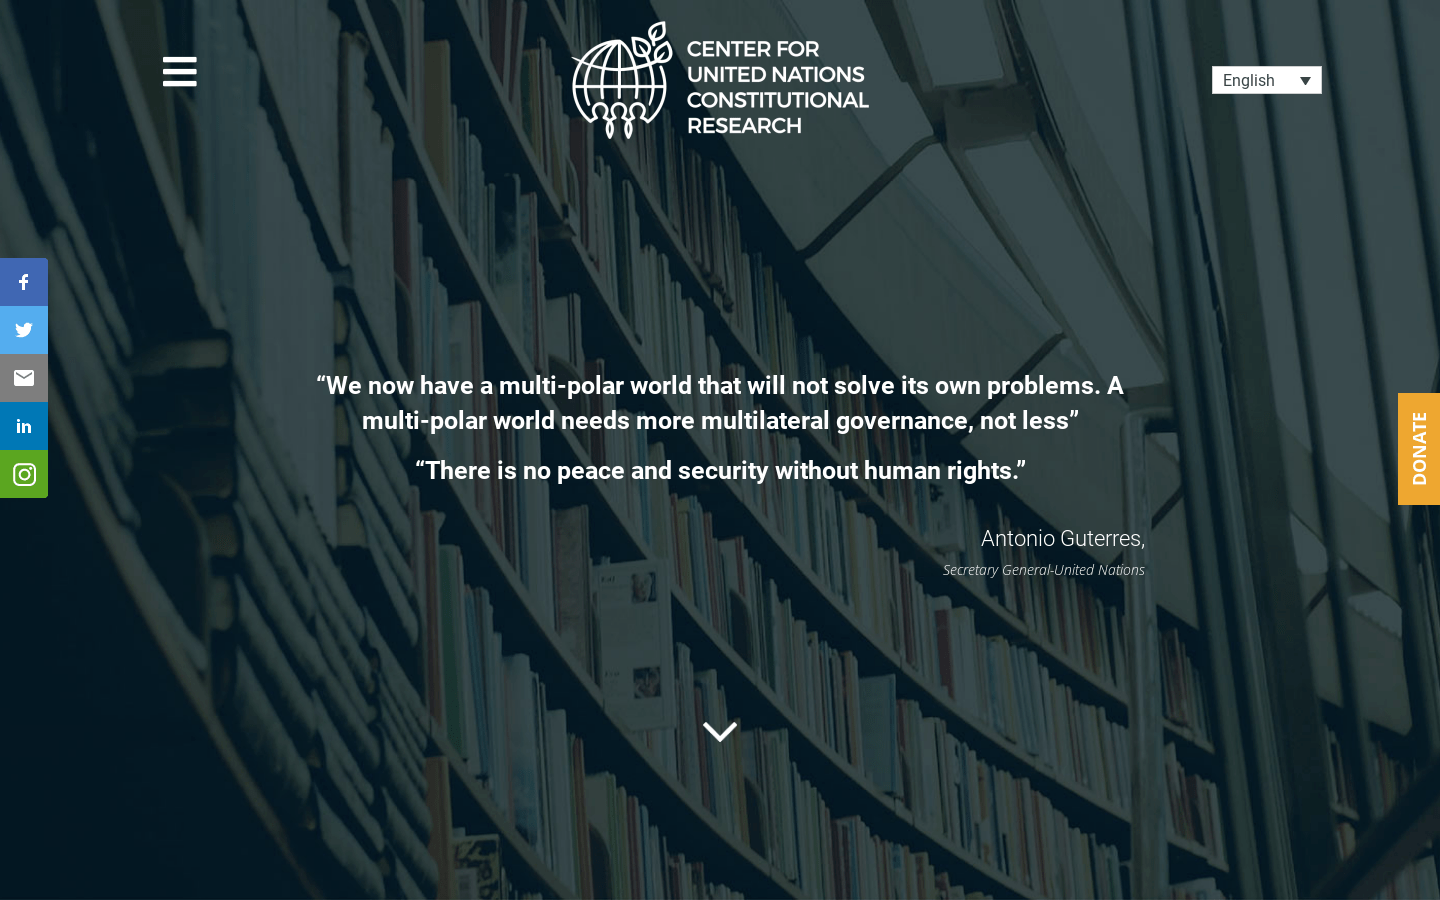 CENTER FOR
UNITED NATIONS
CONSTITUTIONAL
RESEARCH
English
“We now have a multi-polar world that will not solve its own problems. A
multi-polar world needs more multilateral governance, not less”
“There is no peace and security without human rights.”
Antonio Guterres,
Secretary General-United Nations
DONATE